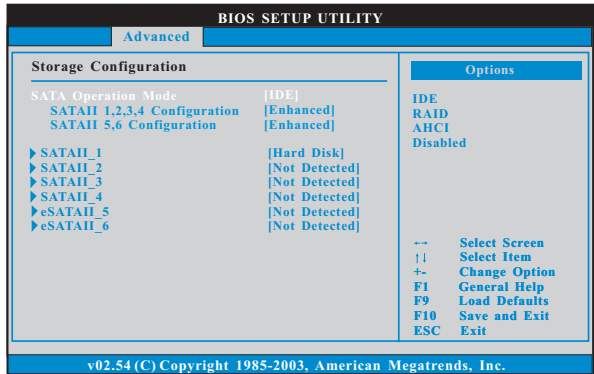 BIOS SETUP UTILITY
Advanced
Storage Configuration
SATA Operation Mode [IDE]
SATAII 1,2,3,4 Configuration [Enhanced]
SATAII 5,6 Configuration [Enhanced]
SATAII_1 [Hard Disk]
SATAII_2 [Not Detected]
SATAII_3 [Not Detected]
SATAII_4 [Not Detected]
eSATAII_5 [Not Detected]
eSATAII_6 [Not Detected]
Options
IDE
RAID
AHCI
Disabled
←→ Select Screen
↑↓ Select Item
+- Change Option
F1 General Help
F9 Load Defaults
F10 Save and Exit
ESC Exit
v02.54 (C) Copyright 1985-2003, American Megatrends, Inc.